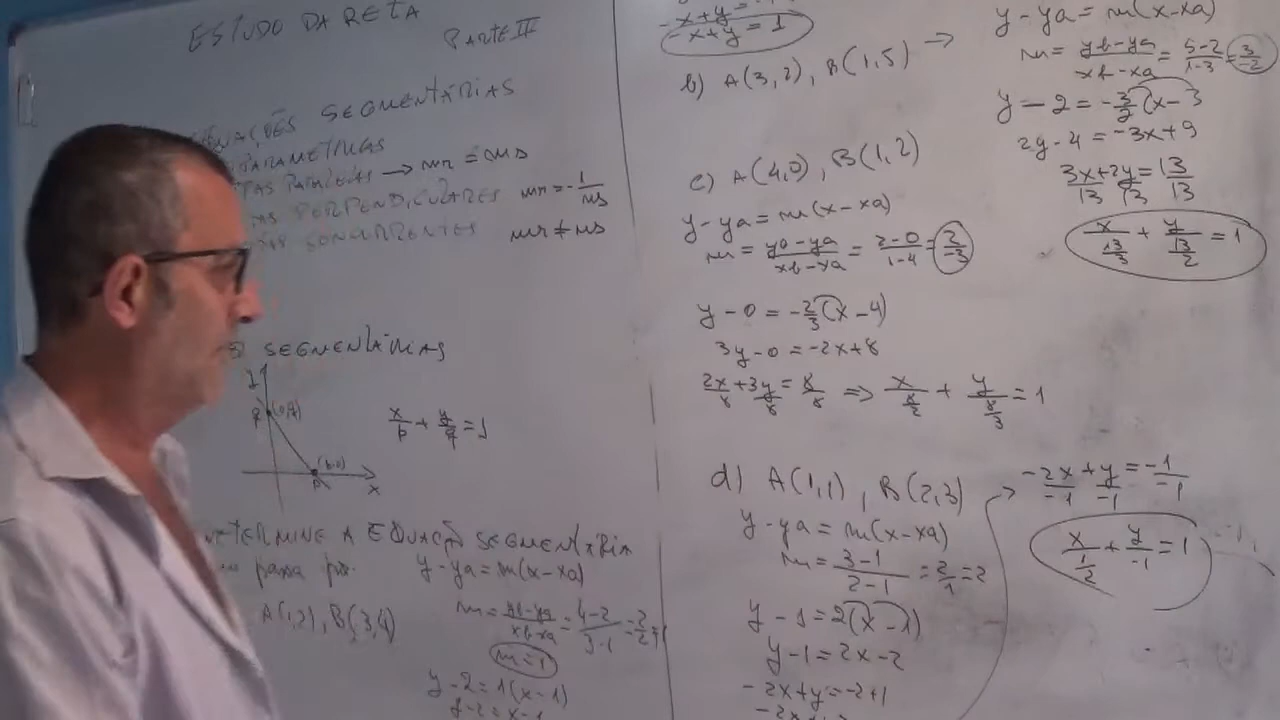 ESTUDO DA RETA
PARTE III
EQUAÇÕES SEGMENTÁRIAS
PARAMÉTRICAS
PARALELAS → mr = ms
PERPENDICULARES mr = -1/ms
CONCORRENTES mr ≠ ms
SEGMENTÁRIAS
y
(0,A)
(b,0)
x
x/p + y/q = 1
DETERMINE A EQUAÇÃO SEGMENTÁRIA
passa por
y-ya = m(x-xa)
A(1,2), B(3,4)
m = yb-ya/xb-xa = 4-2/3-1 = 2/2 = 1
m = 1
y-2 = 1(x-1)
y-2 = x-1
-x+y = 1
b) A(3,2), B(1,5) →
y-ya = m(x-xa)
m = yb-ya/xb-xa = 5-2/1-3 = 3/-2
y-2 = -3/2(x-3
2y-4 = -3x+9
3x/13 + 2y/13 = 13/13
x/13/3 + y/13/2 = 1
c) A(4,0), B(1,2)
y-ya = m(x-xa)
m = yb-ya/xb-xa = 2-0/1-4 = 2/-3
y-0 = -2/3(x-4)
3y-0 = -2x+8
2x/8 + 3y/8 = 8/8 ⇒ x/8/2 + y/8/3 = 1
d) A(1,1), B(2,3)
y-ya = m(x-xa)
m = 3-1/2-1 = 2/1 = 2
y-1 = 2(x-1)
y-1 = 2x-2
-2x+y = -2+1
→ -2x/-1 + y/-1 = -1/-1
x/1/2 + y/-1 = 1